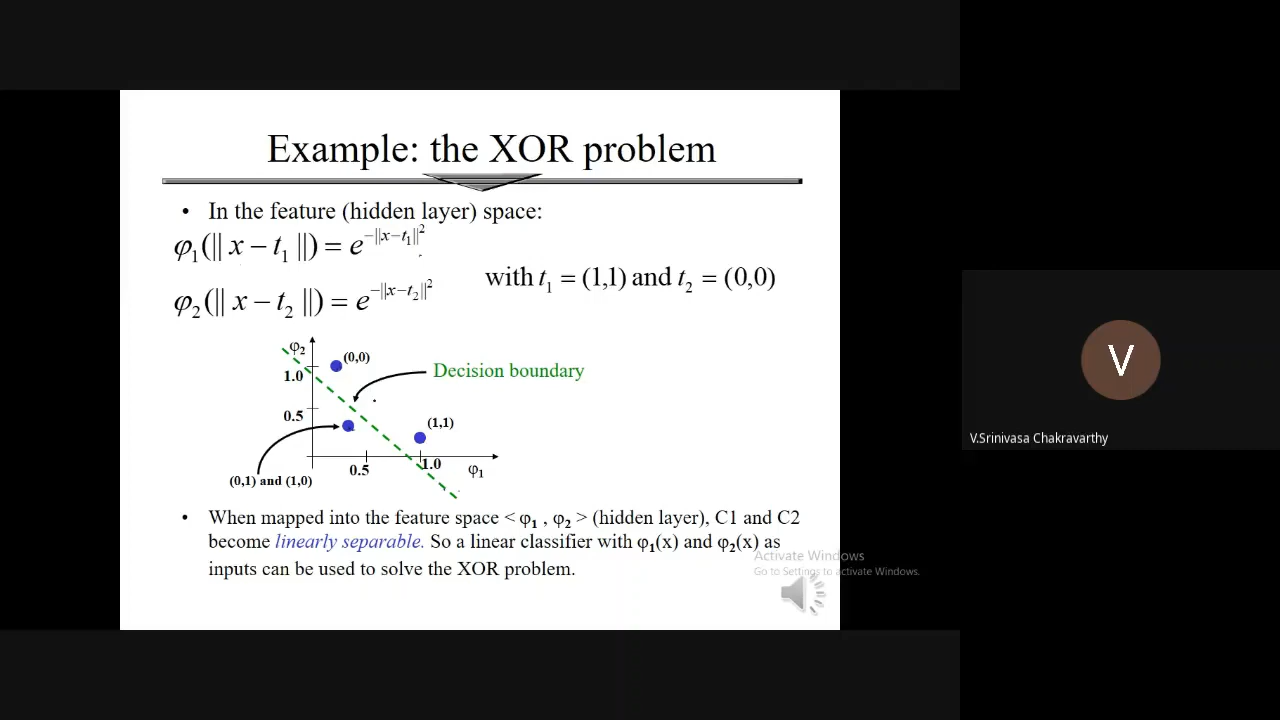 Example: the XOR problem
• In the feature (hidden layer) space:
φ₁(|| x − t₁ ||) = e^{−||x−t₁||²}
with t₁ = (1,1) and t₂ = (0,0)
φ₂(|| x − t₂ ||) = e^{−||x−t₂||²}
φ₂
(0,0)
1.0
Decision boundary
0.5
(1,1)
0.5
1.0
φ₁
(0,1) and (1,0)
• When mapped into the feature space < φ₁ , φ₂ > (hidden layer), C1 and C2
become linearly separable. So a linear classifier with φ₁(x) and φ₂(x) as
inputs can be used to solve the XOR problem.
Activate Windows
Go to Settings to activate Windows.
V
V.Srinivasa Chakravarthy